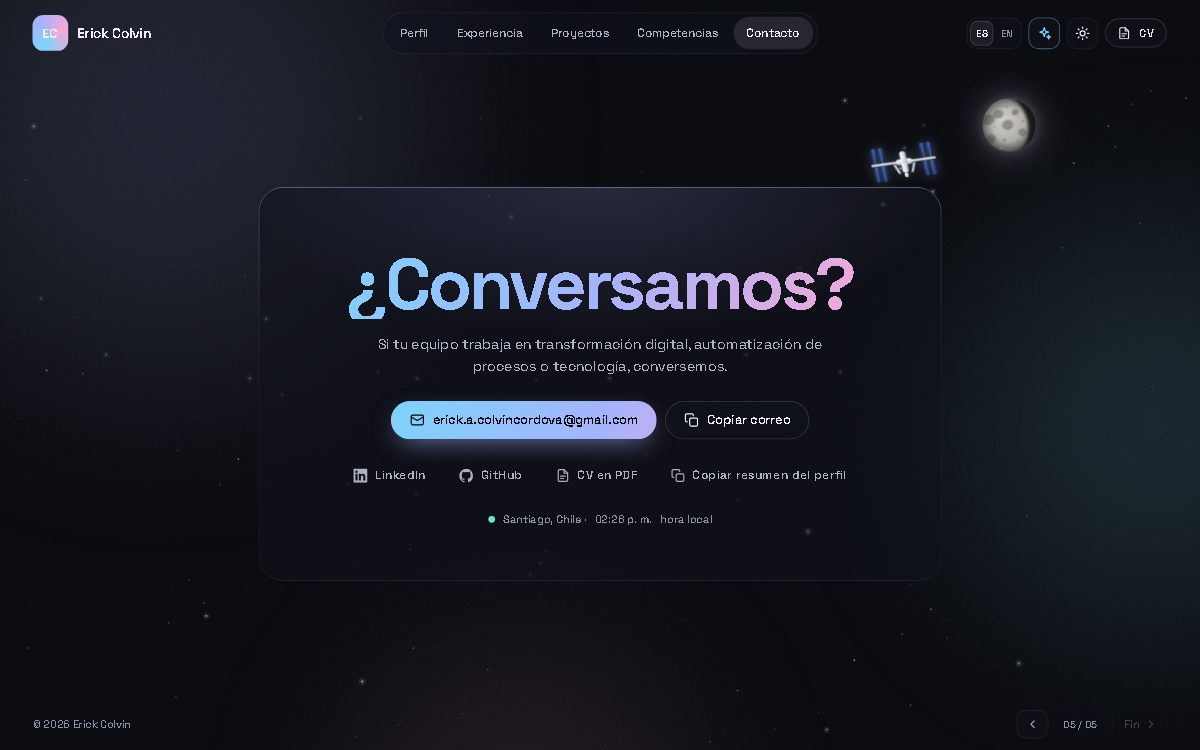 EC Erick Colvin
Perfil Experiencia Proyectos Competencias Contacto
ES EN CV
¿Conversamos?
Si tu equipo trabaja en transformación digital, automatización de
procesos o tecnología, conversemos.
erick.a.colvincordova@gmail.com Copiar correo
LinkedIn GitHub CV en PDF Copiar resumen del perfil
Santiago, Chile · 02:26 p. m. hora local
© 2026 Erick Colvin
05 / 05 Fin